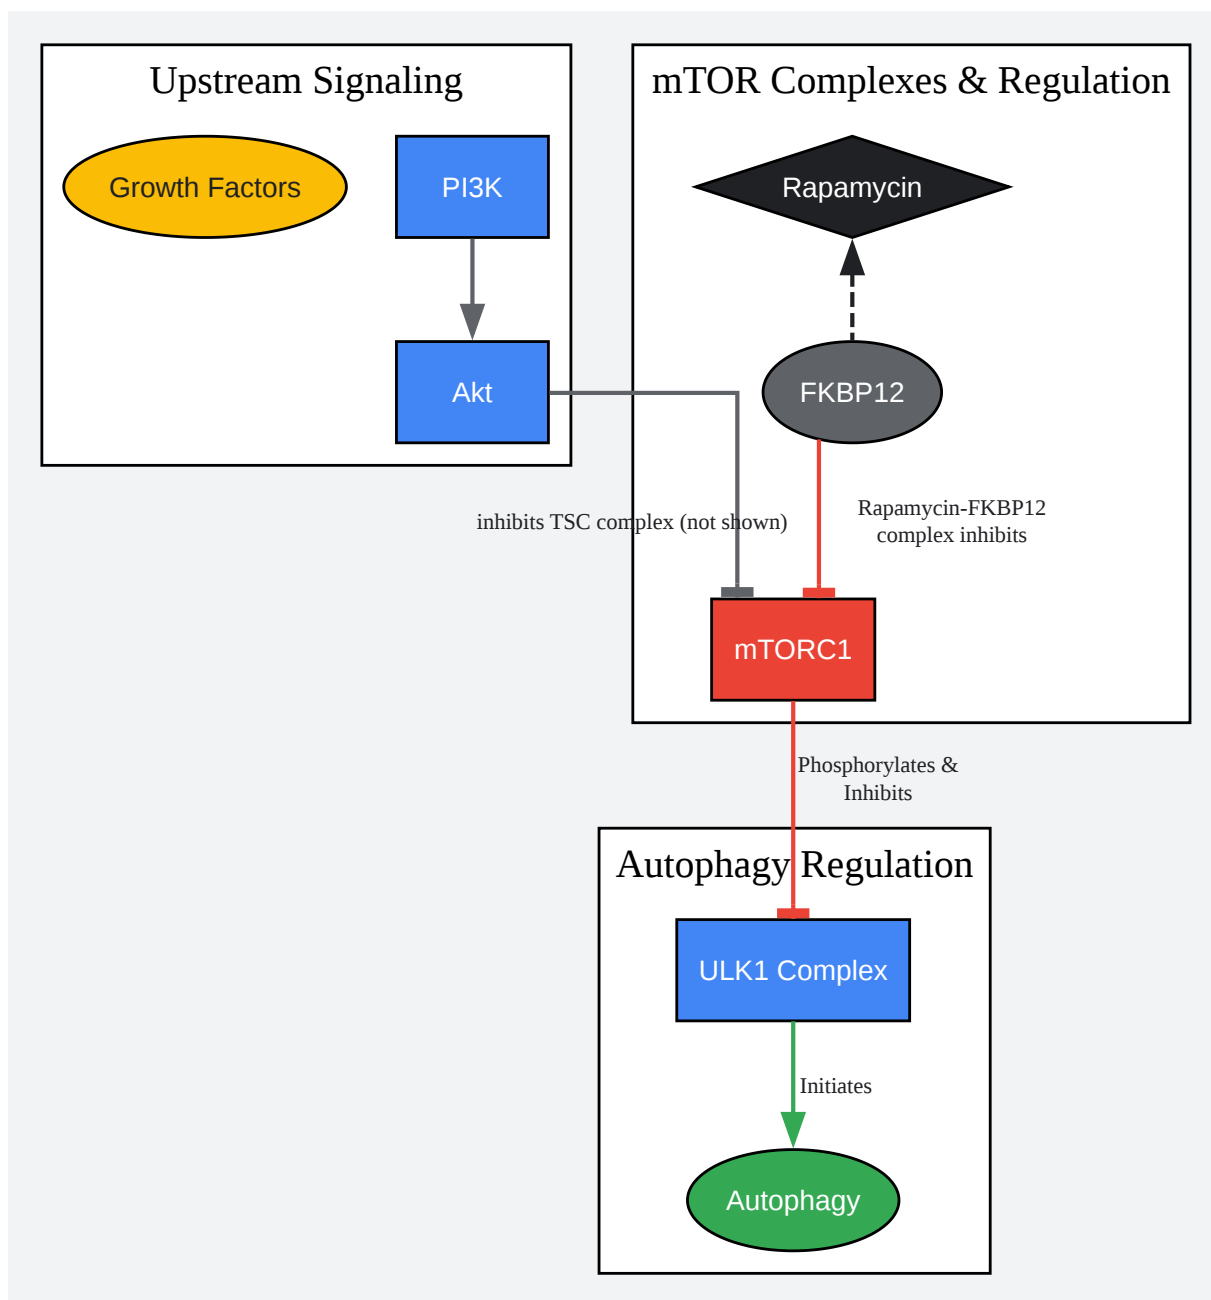 Upstream Signaling
Growth Factors
PI3K
Akt
mTOR Complexes & Regulation
Rapamycin
FKBP12
inhibits TSC complex (not shown)
Rapamycin-FKBP12
complex inhibits
mTORC1
Phosphorylates &
Inhibits
Autophagy Regulation
ULK1 Complex
Initiates
Autophagy